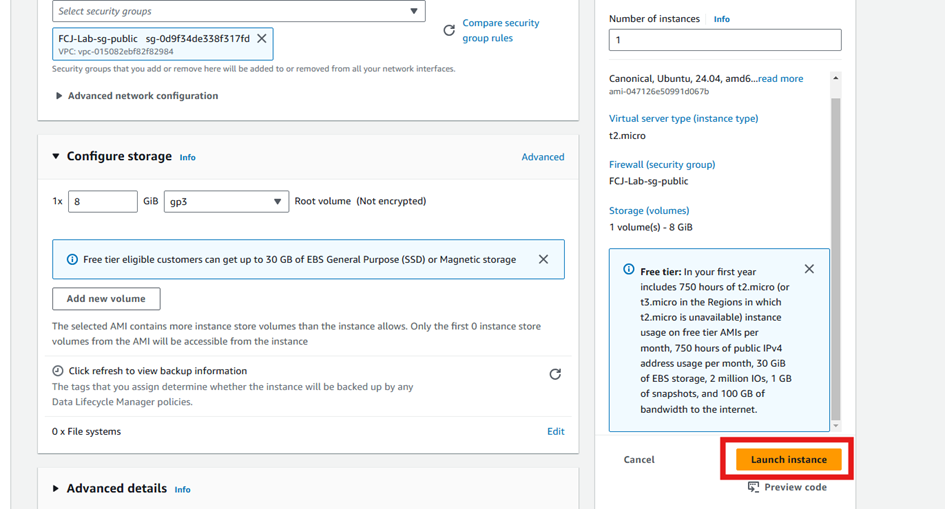 Select security groups
FCJ-Lab-sg-public sg-0d9f34de338f317fd
VPC: vpc-015082ebf82f82984
Compare security
group rules
Security groups that you add or remove here will be added to or removed from all your network interfaces.
Advanced network configuration
Configure storage Info
Advanced
1x 8 GiB gp3 Root volume (Not encrypted)
Free tier eligible customers can get up to 30 GB of EBS General Purpose (SSD) or Magnetic storage
Add new volume
The selected AMI contains more instance store volumes than the instance allows. Only the first 0 instance store
volumes from the AMI will be accessible from the instance
Click refresh to view backup information
The tags that you assign determine whether the instance will be backed up by any
Data Lifecycle Manager policies.
0 x File systems
Edit
Advanced details Info
Number of instances Info
1
Canonical, Ubuntu, 24.04, amd6...read more
ami-047126e50991d067b
Virtual server type (instance type)
t2.micro
Firewall (security group)
FCJ-Lab-sg-public
Storage (volumes)
1 volume(s) - 8 GiB
Free tier: In your first year
includes 750 hours of t2.micro (or
t3.micro in the Regions in which
t2.micro is unavailable) instance
usage on free tier AMIs per
month, 750 hours of public IPv4
address usage per month, 30 GiB
of EBS storage, 2 million IOs, 1 GB
of snapshots, and 100 GB of
bandwidth to the internet.
Cancel
Launch instance
Preview code